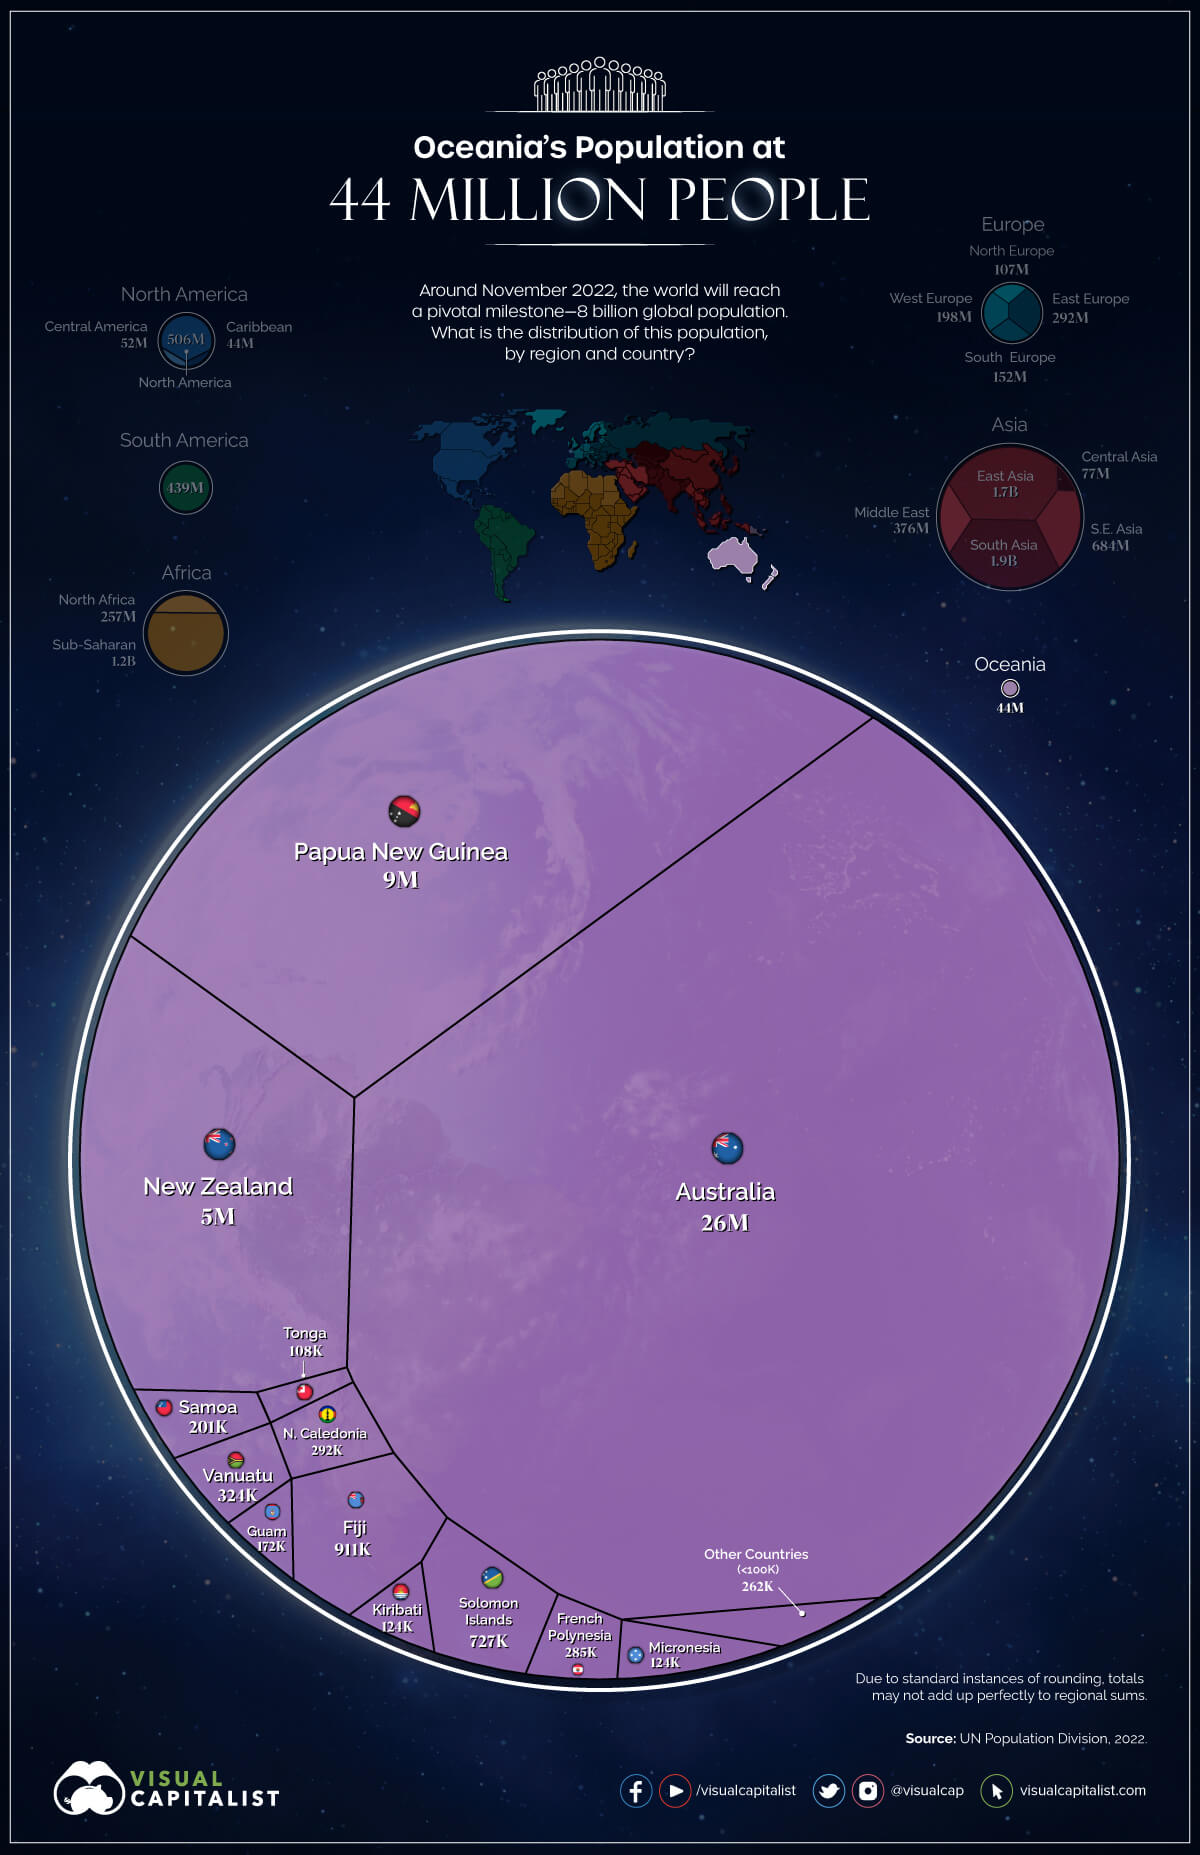 Oceania's Population at
44 MILLION PEOPLE
Around November 2022, the world will reach
a pivotal milestone—8 billion global population.
What is the distribution of this population,
by region and country?
North America
Central America
52M
506M
Caribbean
44M
North America
South America
439M
Africa
North Africa
257M
Sub-Saharan
1.2B
Europe
North Europe
107M
West Europe
198M
East Europe
292M
South Europe
152M
Asia
East Asia
1.7B
Central Asia
77M
Middle East
376M
South Asia
1.9B
S.E. Asia
684M
Oceania
44M
Papua New Guinea
9M
New Zealand
5M
Australia
26M
Tonga
108K
Samoa
201K
N. Caledonia
292K
Vanuatu
324K
Guam
172K
Fiji
911K
Kiribati
124K
Solomon
Islands
727K
French
Polynesia
285K
Micronesia
124K
Other Countries
(<100K)
262K
Due to standard instances of rounding, totals
may not add up perfectly to regional sums.
Source: UN Population Division, 2022.
VISUAL
CAPITALIST
/visualcapitalist
@visualcap
visualcapitalist.com